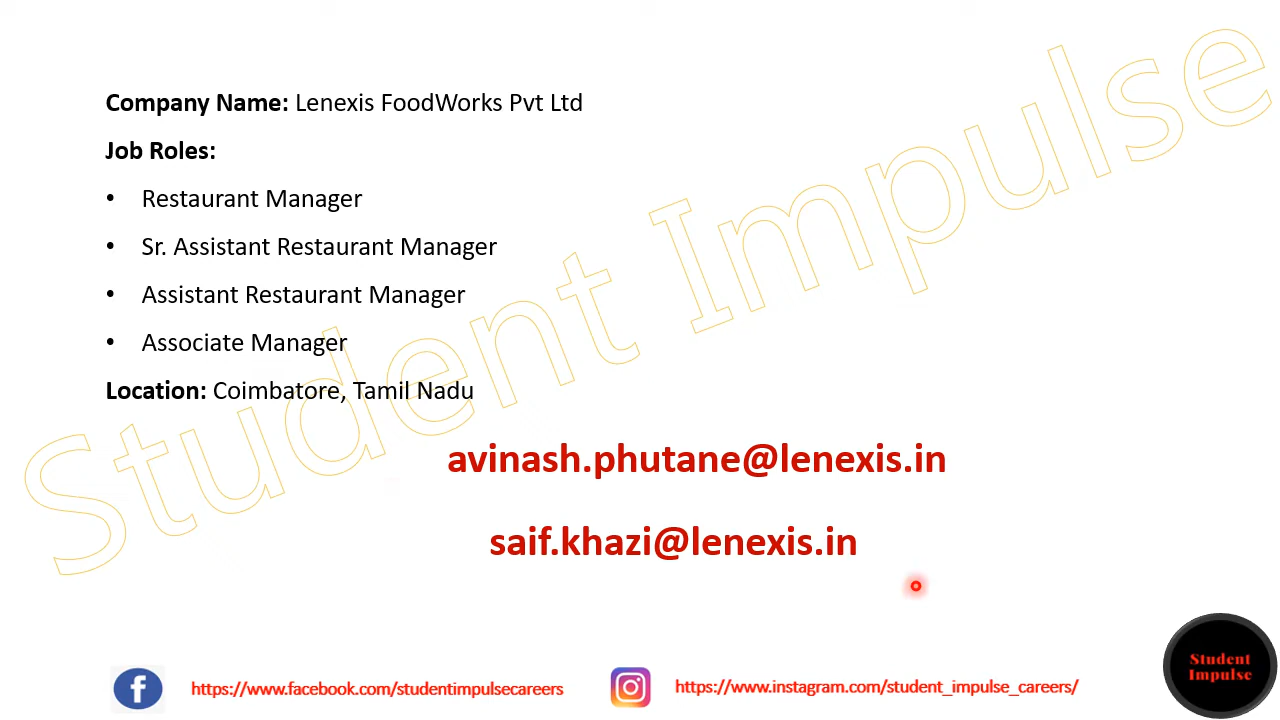 Company Name: Lenexis FoodWorks Pvt Ltd
Job Roles:
• Restaurant Manager
• Sr. Assistant Restaurant Manager
• Assistant Restaurant Manager
• Associate Manager
Location: Coimbatore, Tamil Nadu
Student Impulse
avinash.phutane@lenexis.in
saif.khazi@lenexis.in
https://www.facebook.com/studentimpulsecareers
https://www.instagram.com/student_impulse_careers/
Student
Impulse